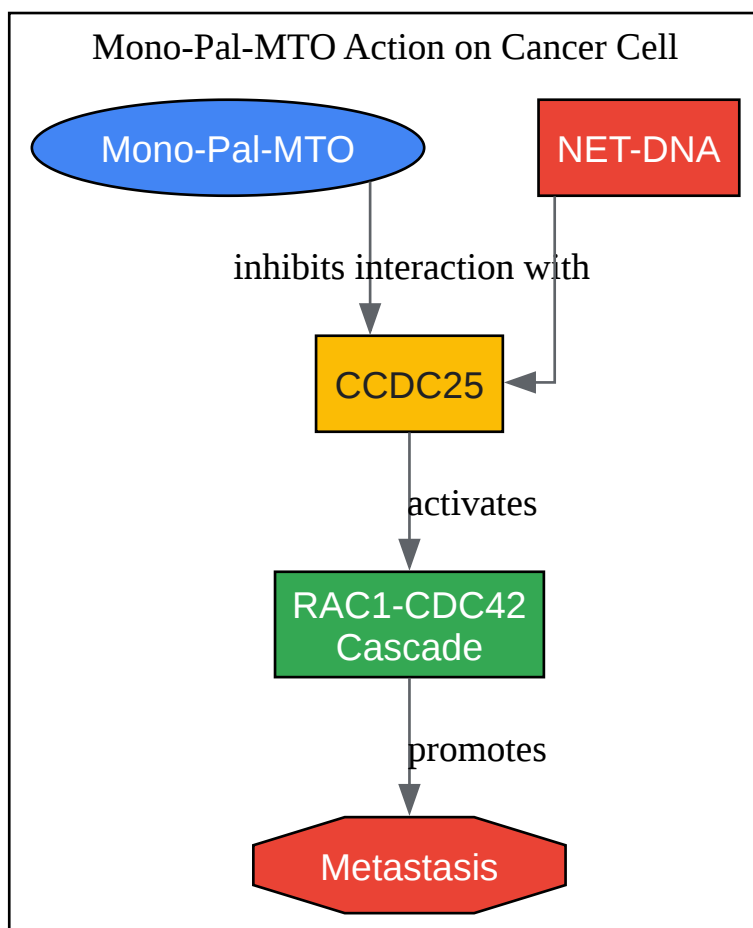 Mono-Pal-MTO Action on Cancer Cell
Mono-Pal-MTO
NET-DNA
inhibits interaction with
CCDC25
activates
RAC1-CDC42
Cascade
promotes
Metastasis